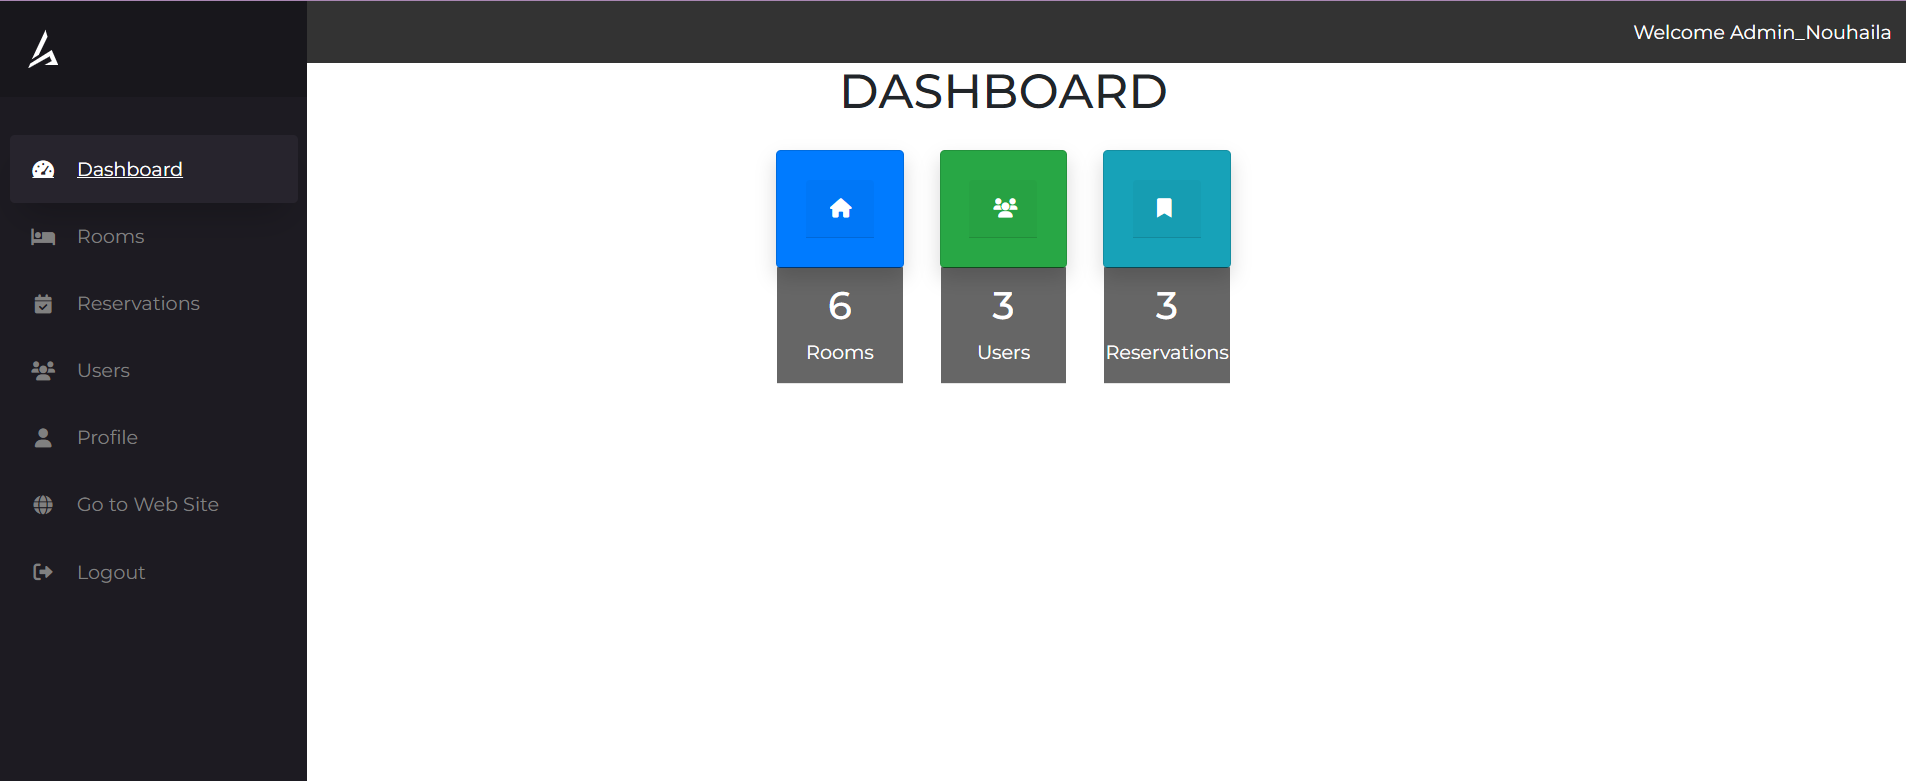 Welcome Admin_Nouhaila
Dashboard
Rooms
Reservations
Users
Profile
Go to Web Site
Logout
DASHBOARD
6
Rooms
3
Users
3
Reservations